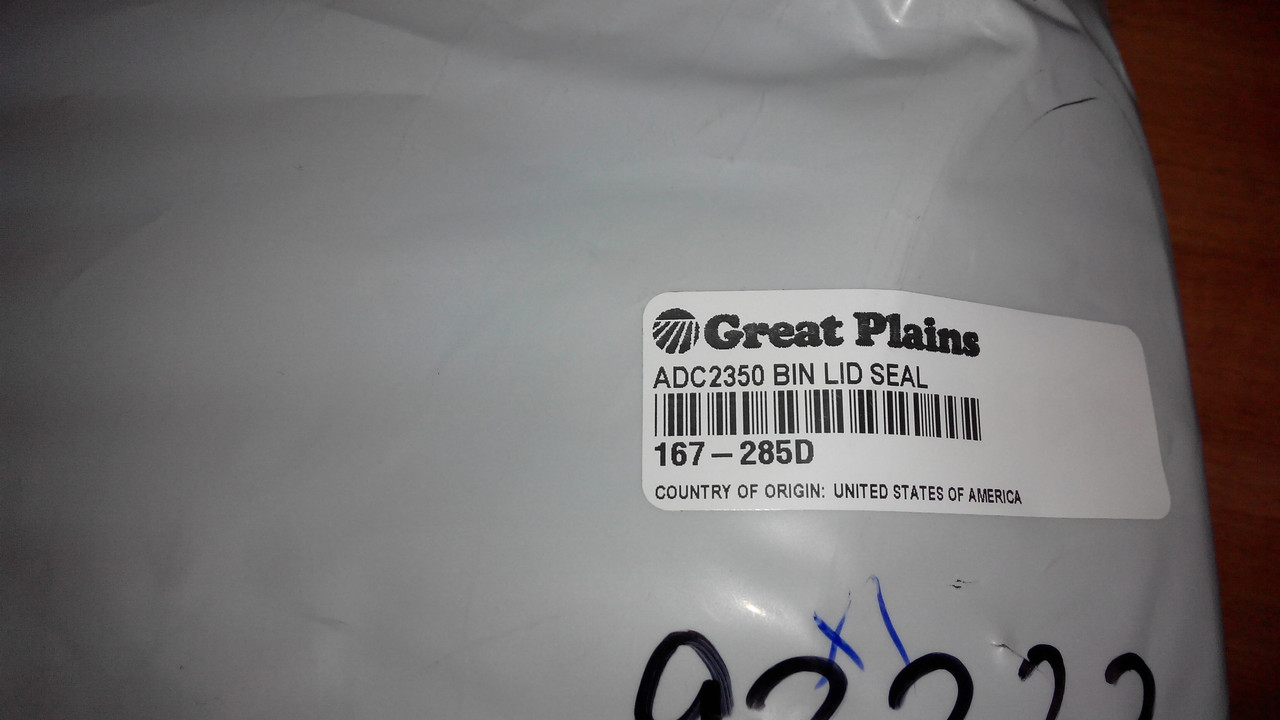 Great Plains
ADC2350 BIN LID SEAL
167-285D
COUNTRY OF ORIGIN: UNITED STATES OF AMERICA